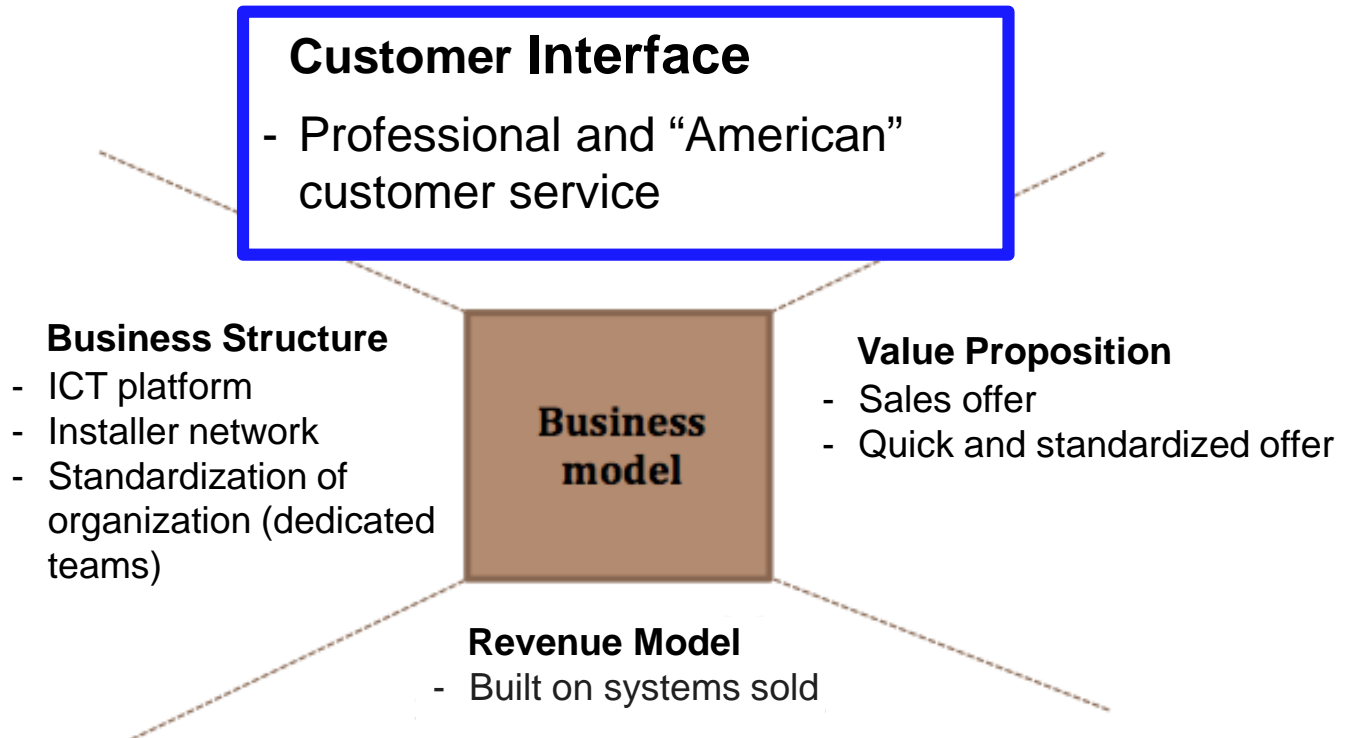 Customer Interface
- Professional and “American”
customer service
Business Structure
- ICT platform
- Installer network
- Standardization of
organization (dedicated
teams)
Business
model
Value Proposition
- Sales offer
- Quick and standardized offer
Revenue Model
- Built on systems sold